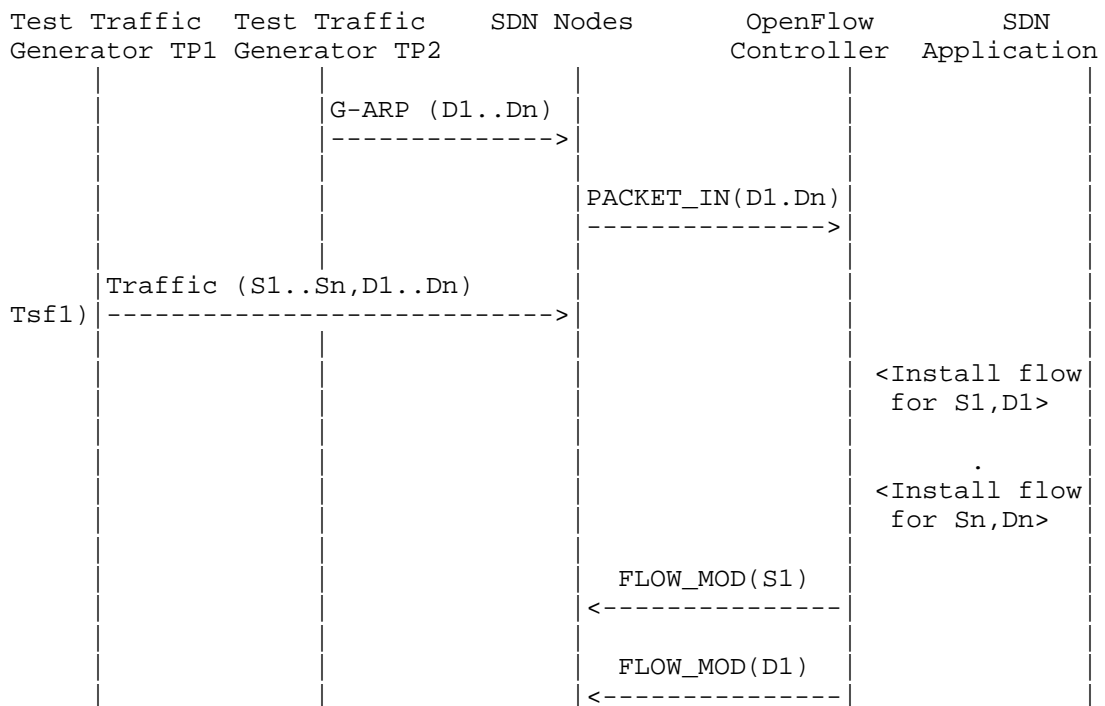 Test Traffic Test Traffic SDN Nodes OpenFlow SDN
Generator TP1 Generator TP2 Controller Application
G-ARP (D1..Dn)
PACKET_IN(D1.Dn)
Traffic (S1..Sn,D1..Dn)
Tsf1)
<Install flow
for S1,D1>
.
<Install flow
for Sn,Dn>
FLOW_MOD(S1)
FLOW_MOD(D1)